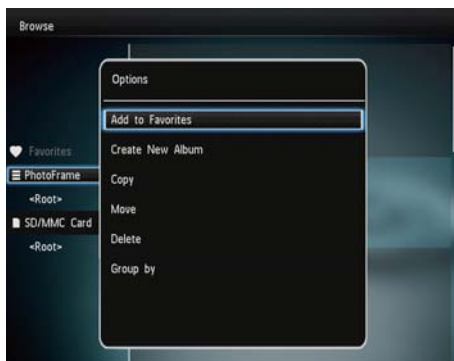 Browse
Options
Add to Favorites
Create New Album
Copy
Move
Delete
Group by
Favorites
PhotoFrame
<Root>
SD/MMC Card
<Root>